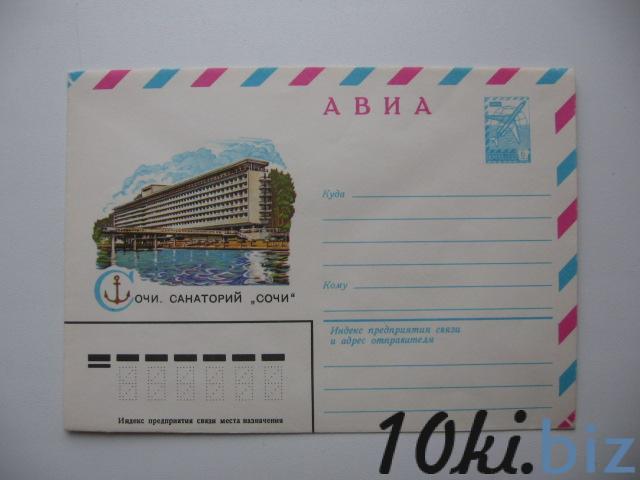 АВИА
Куда
Сочи. САНАТОРИЙ „СОЧИ“
Кому
Индекс предприятия связи
и адрес отправителя
Индекс предприятия связи места назначения
10ki.biz